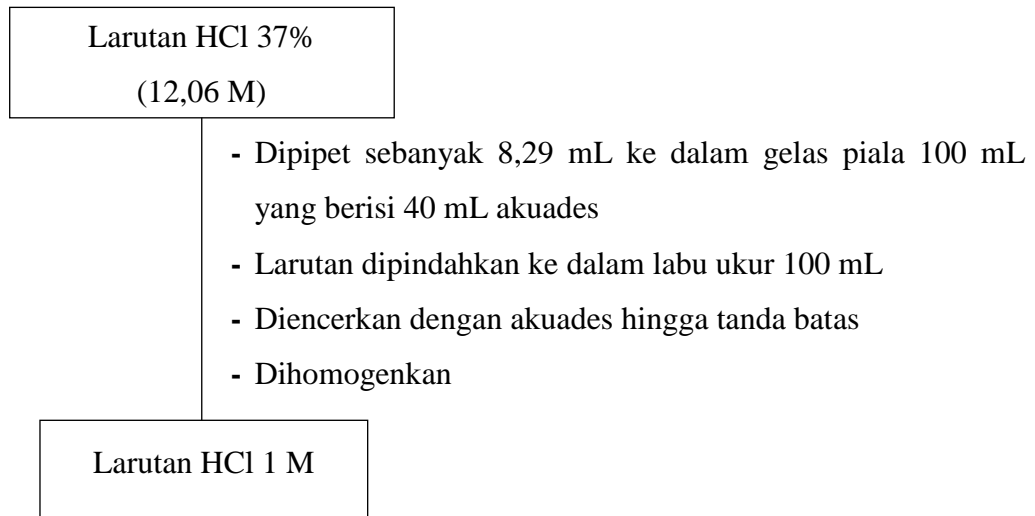 Larutan HCl 37%
(12,06 M)
- Dipipet sebanyak 8,29 mL ke dalam gelas piala 100 mL
yang berisi 40 mL akuades
- Larutan dipindahkan ke dalam labu ukur 100 mL
- Diencerkan dengan akuades hingga tanda batas
- Dihomogenkan
Larutan HCl 1 M